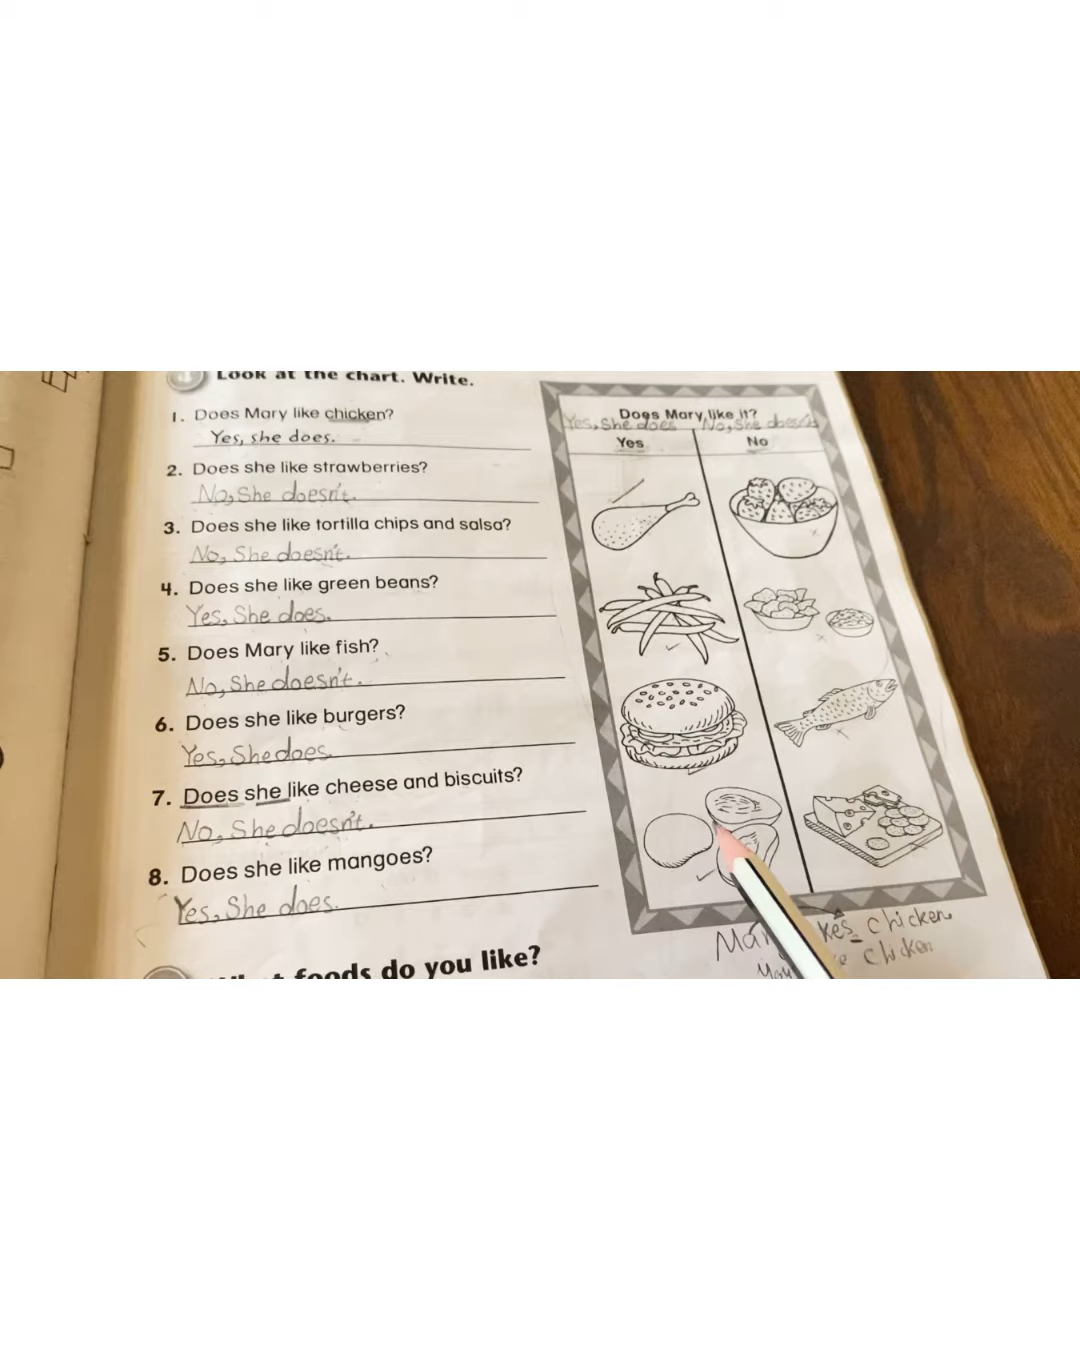 Look at the chart. Write.
1. Does Mary like chicken?
Yes, she does.
2. Does she like strawberries?
No, She doesn't.
3. Does she like tortilla chips and salsa?
No, She doesn't.
4. Does she like green beans?
Yes, She does.
5. Does Mary like fish?
No, She doesn't.
6. Does she like burgers?
Yes, She does.
7. Does she like cheese and biscuits?
No, She doesn't.
8. Does she like mangoes?
Yes, She does.
foods do you like?
Does Mary like it?
Yes, She does No, She doesn't
Yes No
chicken
chicken